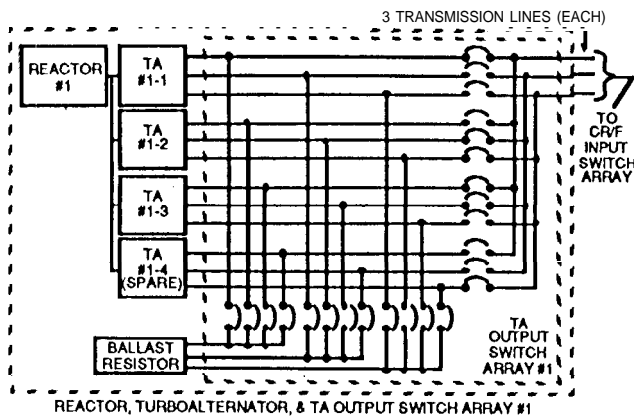 3 TRANSMISSION LINES (EACH)
REACTOR
#1
TA
#1-1
TA
#1-2
TA
#1-3
TA
#1-4
(SPARE)
TO
CR/F
INPUT
SWITCH
ARRAY
BALLAST
RESISTOR
TA
OUTPUT
SWITCH
ARRAY #1
REACTOR, TURBOALTERNATOR, & TA OUTPUT SWITCH ARRAY #1